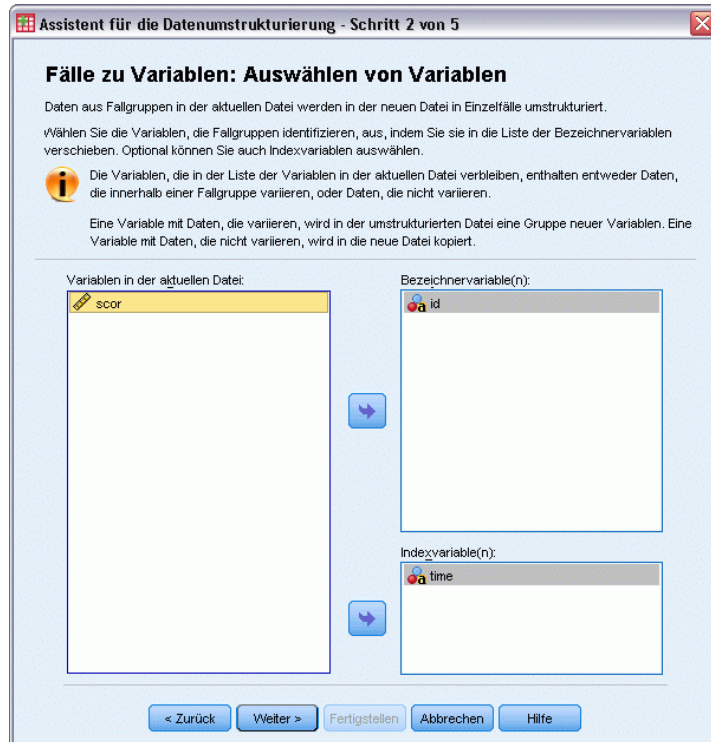 Assistent für die Datenumstrukturierung - Schritt 2 von 5
Fälle zu Variablen: Auswählen von Variablen
Daten aus Fallgruppen in der aktuellen Datei werden in der neuen Datei in Einzelfälle umstrukturiert.
Wählen Sie die Variablen, die Fallgruppen identifizieren, aus, indem Sie sie in die Liste der Bezeichnervariablen
verschieben. Optional können Sie auch Indexvariablen auswählen.
Die Variablen, die in der Liste der Variablen in der aktuellen Datei verbleiben, enthalten entweder Daten,
die innerhalb einer Fallgruppe variieren, oder Daten, die nicht variieren.
Eine Variable mit Daten, die variieren, wird in der umstrukturierten Datei eine Gruppe neuer Variablen. Eine
Variable mit Daten, die nicht variieren, wird in die neue Datei kopiert.
Variablen in der aktuellen Datei:
scor
Bezeichnervariable(n):
id
Indexvariable(n):
time
< Zurück
Weiter >
Fertigstellen
Abbrechen
Hilfe